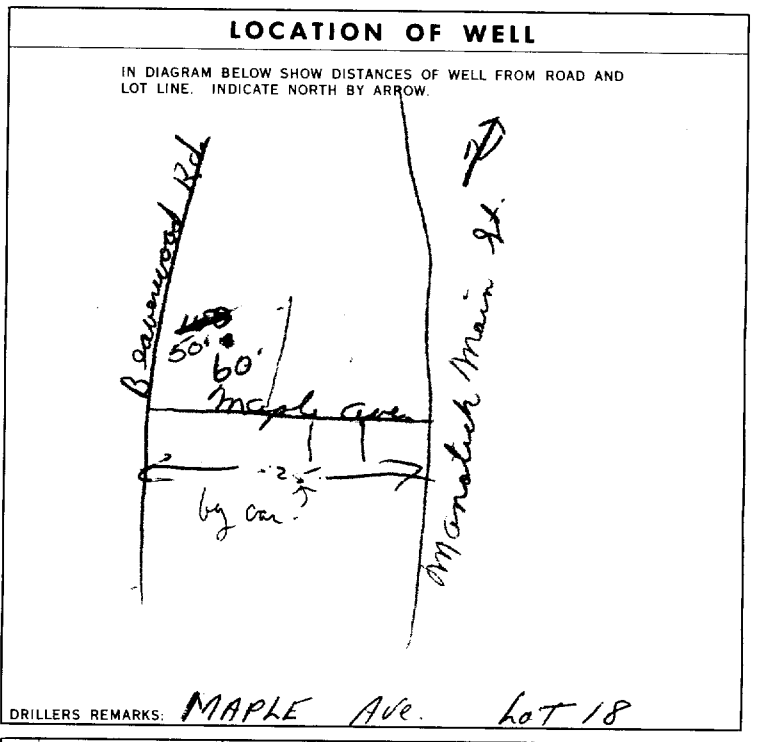 LOCATION OF WELL
IN DIAGRAM BELOW SHOW DISTANCES OF WELL FROM ROAD AND
LOT LINE. INDICATE NORTH BY ARROW.
Beaverwood Rd
Manotick Main St.
50'
60'
Maple Ave
by car
DRILLERS REMARKS: MAPLE Ave. LOT 18